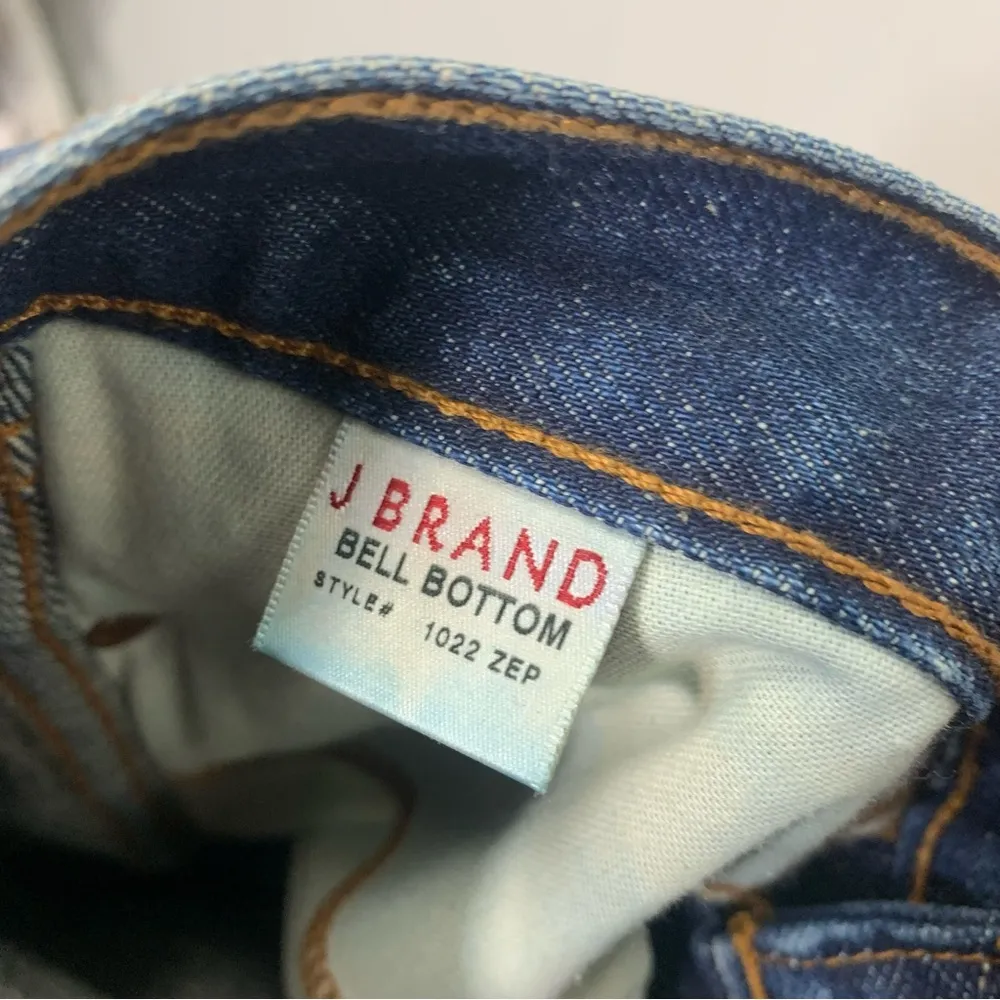 J BRAND
BELL BOTTOM
STYLE# 1022 ZEP